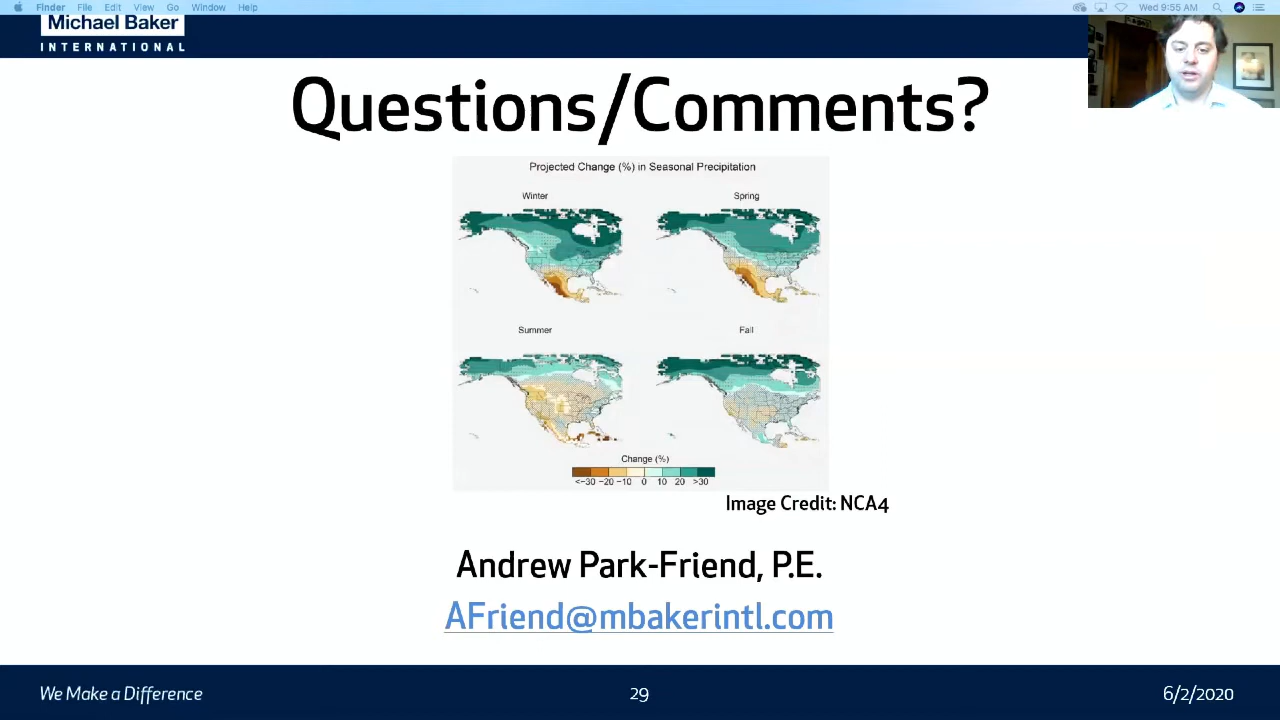 Finder File Edit View Go Window Help Wed 9:55 AM
Michael Baker
INTERNATIONAL
Questions/Comments?
Projected Change (%) in Seasonal Precipitation
Winter Spring
Summer Fall
Change (%)
<-30 -20 -10 0 10 20 >30
Image Credit: NCA4
Andrew Park-Friend, P.E.
AFriend@mbakerintl.com
We Make a Difference 29 6/2/2020